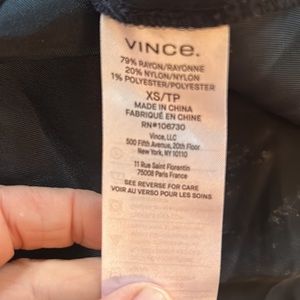 VINCE.
79% RAYON/RAYONNE
20% NYLON/NYLON
1% POLYESTER/POLYESTER
XS/TP
MADE IN CHINA
FABRIQUÉ EN CHINE
RN#106730
Vince, LLC
500 Fifth Avenue, 20th Floor
New York, NY 10110
11 Rue Saint Florentin
75008 Paris France
SEE REVERSE FOR CARE
VOIR AU VERSO POUR LES SOINS